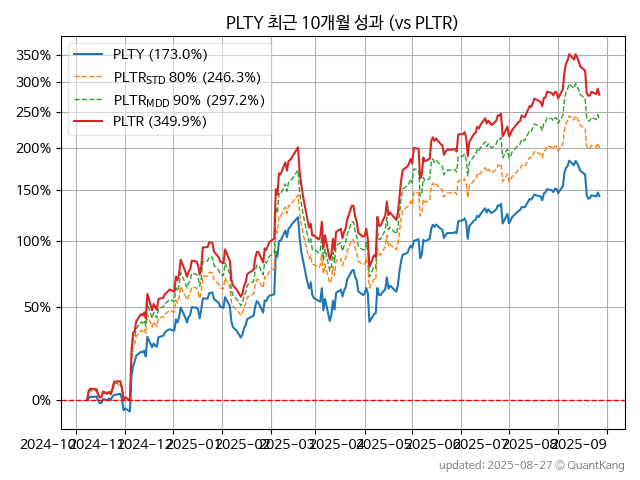 PLTY 최근 10개월 성과 (vs PLTR)
PLTY (173.0%)
PLTR_STD 80% (246.3%)
PLTR_MDD 90% (297.2%)
PLTR (349.9%)
350%
300%
250%
200%
150%
100%
50%
0%
2024-10 2024-11 2024-12 2025-01 2025-02 2025-03 2025-04 2025-05 2025-06 2025-07 2025-08 2025-09
updated: 2025-08-27 ⓒ QuantKang